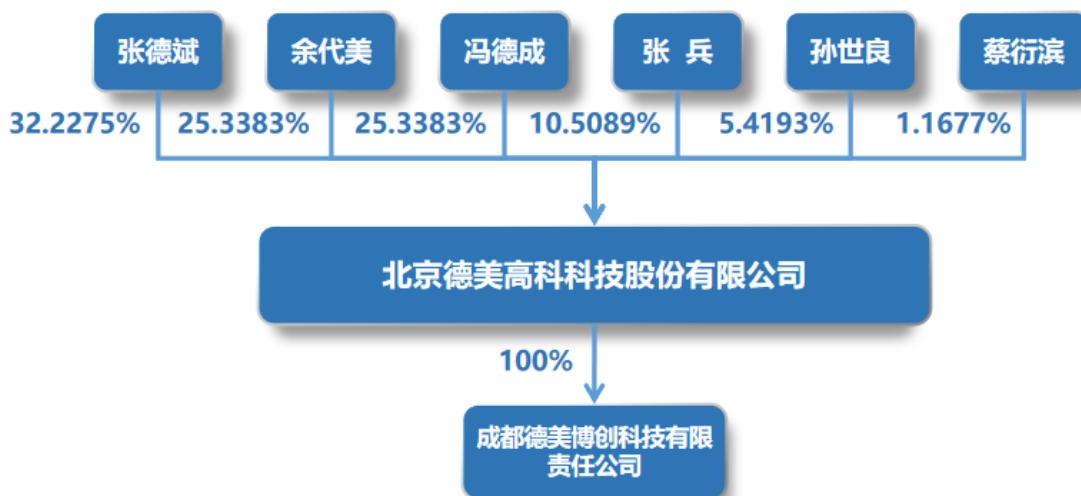 张德斌 余代美 冯德成 张 兵 孙世良 蔡衍滨
32.2275% 25.3383% 25.3383% 10.5089% 5.4193% 1.1677%
北京德美高科科技股份有限公司
100%
成都德美博创科技有限
责任公司